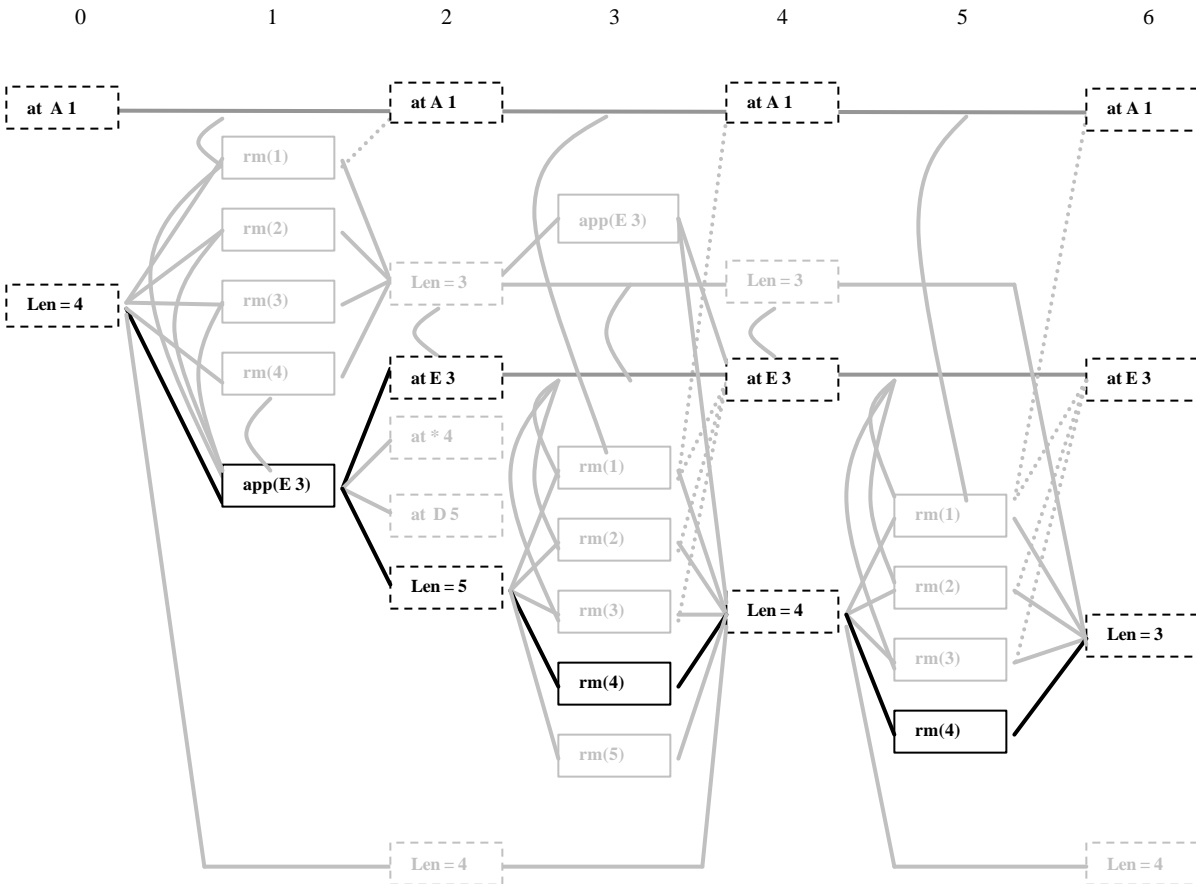 0 1 2 3 4 5 6
at A 1
Len = 4
rm(1)
rm(2)
rm(3)
rm(4)
app(E 3)
at A 1
Len = 3
at E 3
at * 4
at D 5
Len = 5
Len = 4
app(E 3)
rm(1)
rm(2)
rm(3)
rm(4)
rm(5)
at A 1
Len = 3
at E 3
Len = 4
rm(1)
rm(2)
rm(3)
rm(4)
at A 1
at E 3
Len = 3
Len = 4